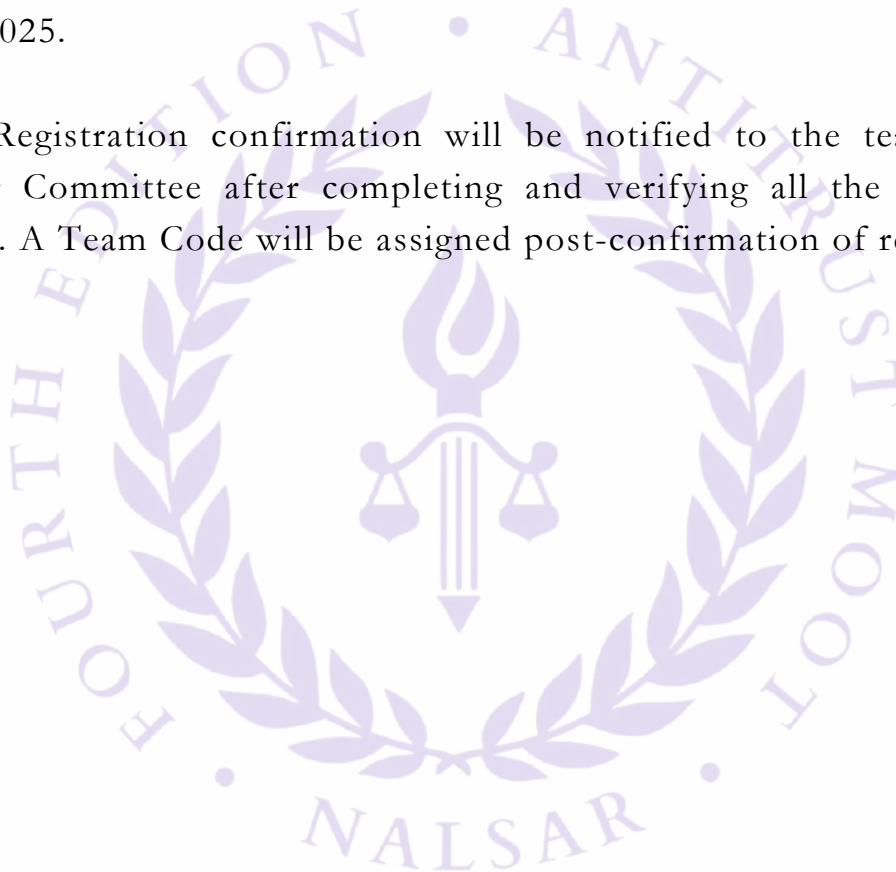 025.
Registration confirmation will be notified to the
Committee after completing and verifying all the
. A Team Code will be assigned post-confirmation of
FOURTH EDITION • ANTITRUST MOOT • NALSAR •